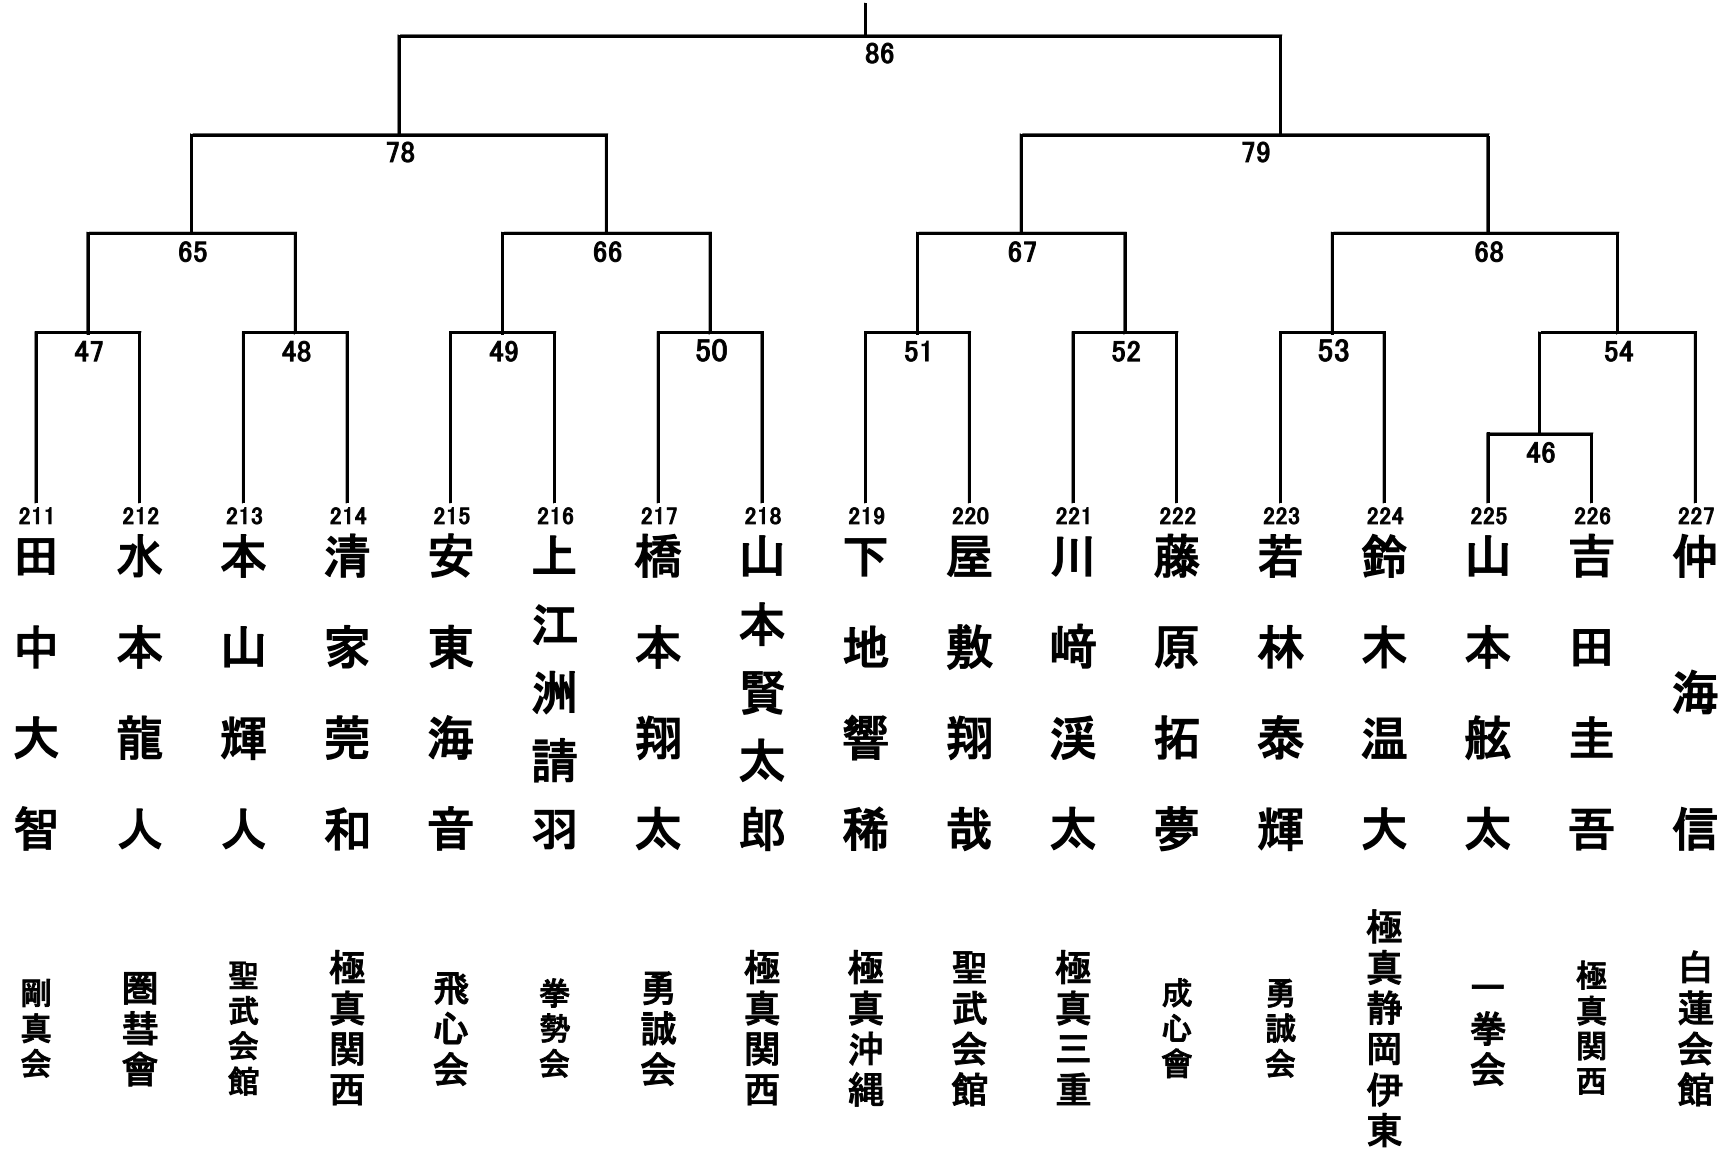 86
78
79
65
66
67
68
47
48
49
50
51
52
53
54
46
211
212
213
214
215
216
217
218
219
220
221
222
223
224
225
226
227
田中大智
水本龍人
本山輝人
清家莞和
安東海音
上江洲請羽
橋本翔太
山本賢太郎
下地響稀
屋敷翔哉
川﨑渓太
藤原拓夢
若林泰輝
鈴木温大
山本舷太
吉田圭吾
仲海信
剛真会
圏彗會
聖武会館
極真関西
飛心会
拳勢会
勇誠会
極真関西
極真沖縄
聖武会館
極真三重
成心會
勇誠会
極真静岡伊東
一拳会
極真関西
白蓮会館